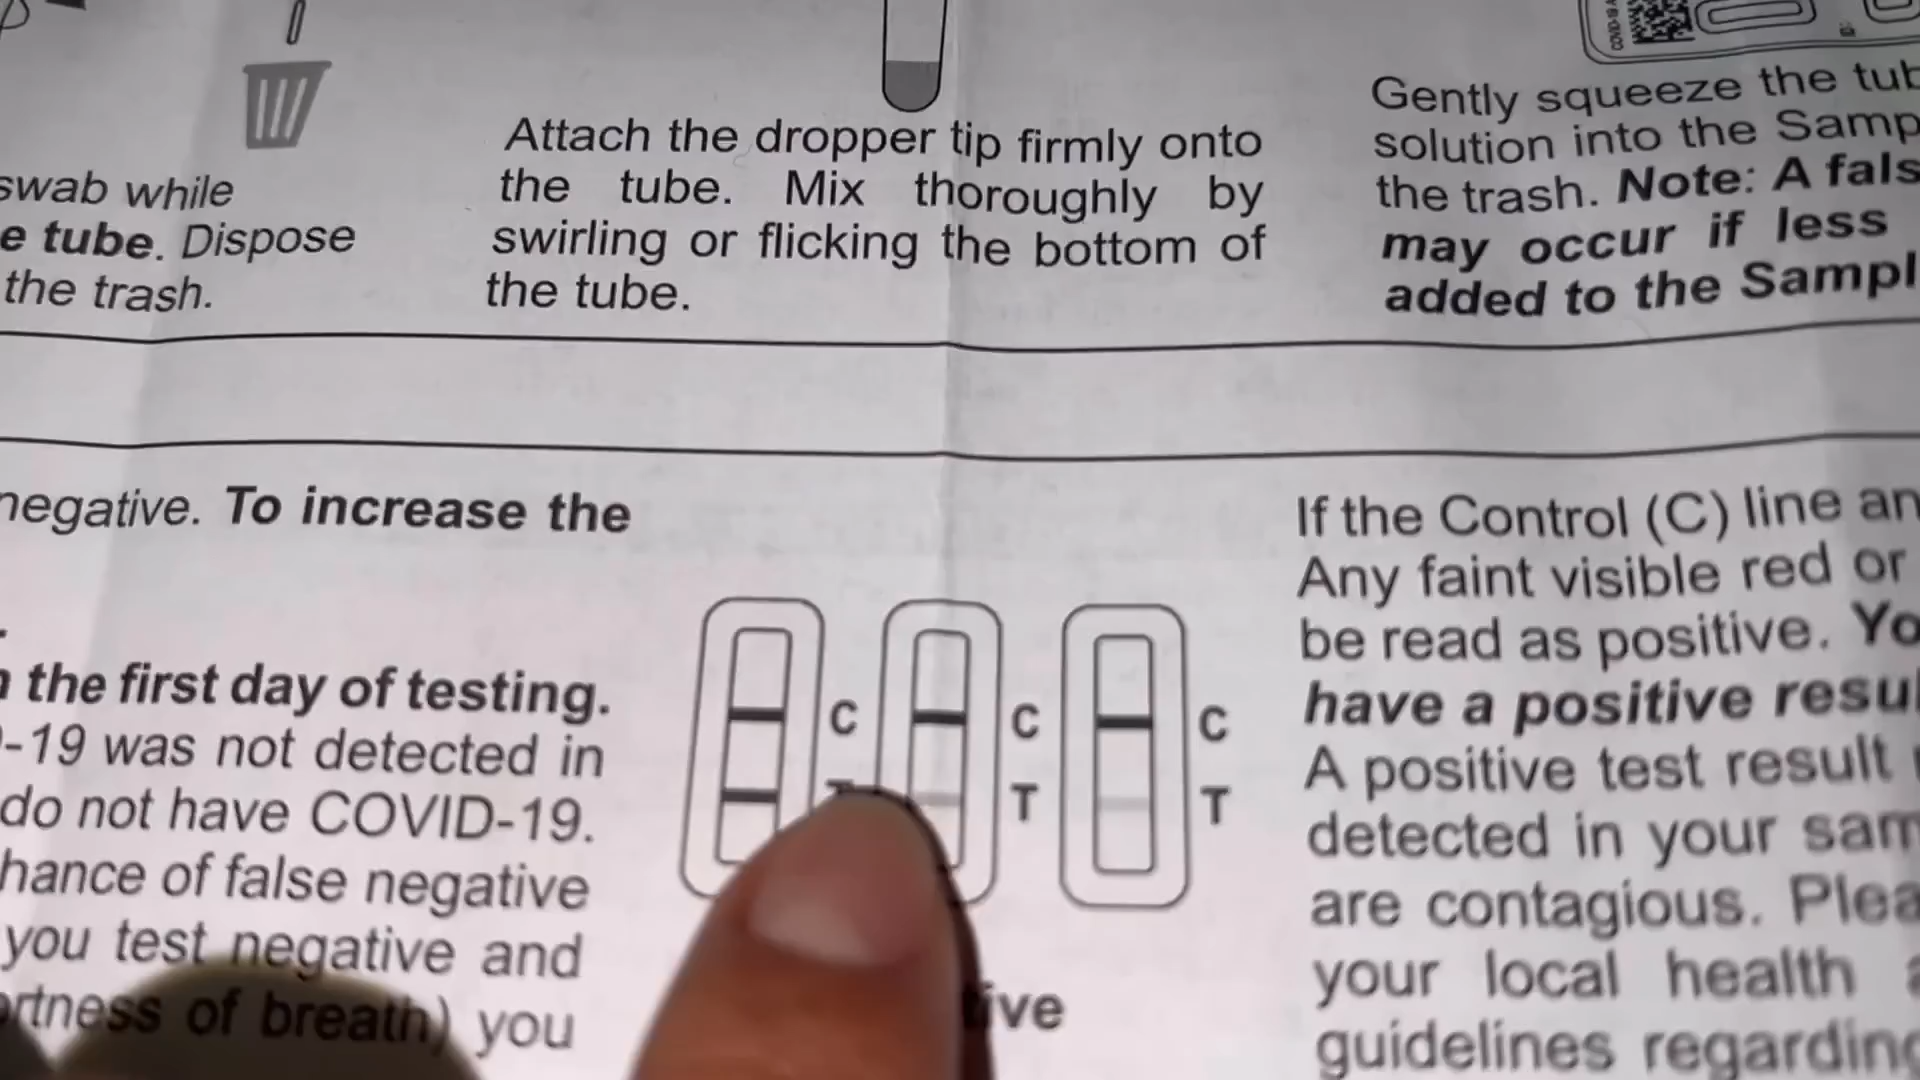 swab while
e tube. Dispose
the trash.
Attach the dropper tip firmly onto
the tube. Mix thoroughly by
swirling or flicking the bottom of
the tube.
COVID-19
Gently squeeze the tub
solution into the Samp
the trash. Note: A fals
may occur if less
added to the Sampl
negative. To increase the
n the first day of testing.
-19 was not detected in
do not have COVID-19.
hance of false negative
you test negative and
ortness of breath) you
C
T
C
T
C
T
ive
If the Control (C) line an
Any faint visible red or
be read as positive. Yo
have a positive resul
A positive test result
detected in your sam
are contagious. Plea
your local health a
guidelines regarding